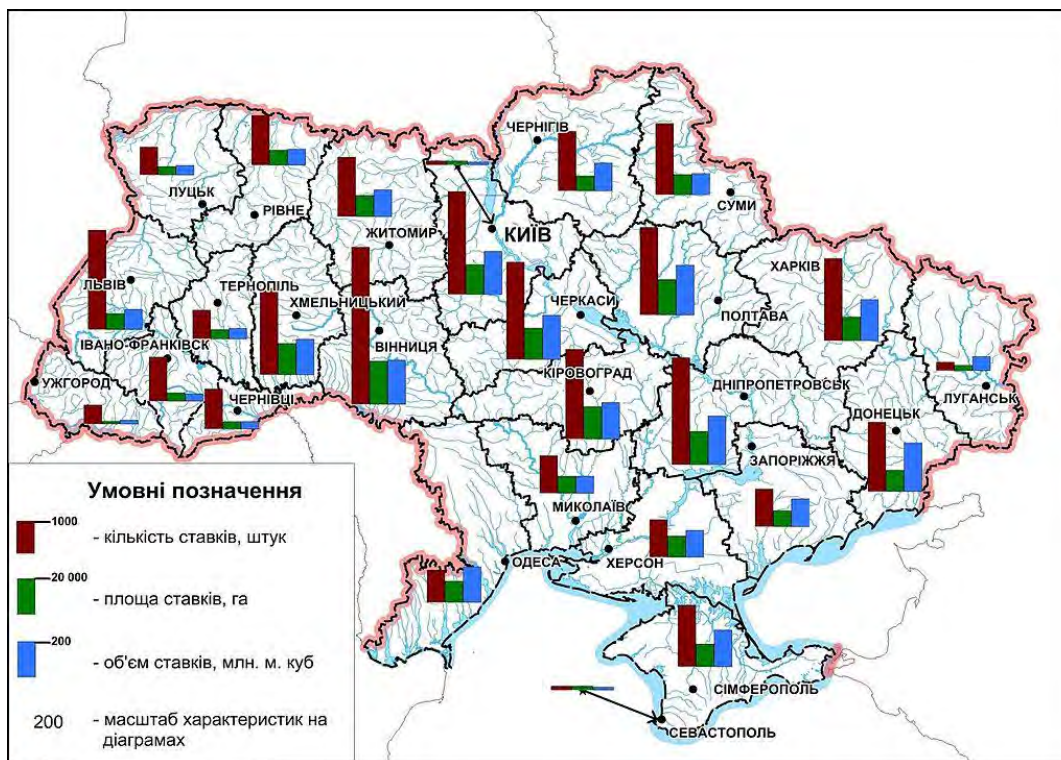 ЧЕРНІГІВ
ЛУЦЬК
РІВНЕ
СУМИ
ЖИТОМИР
КИЇВ
ХАРКІВ
ЛЬВІВ
ТЕРНОПІЛЬ
ХМЕЛЬНИЦЬКИЙ
ЧЕРКАСИ
ПОЛТАВА
ІВАНО-ФРАНКІВСК
ВІННИЦЯ
УЖГОРОД
КІРОВОГРАД
ДНІПРОПЕТРОВСЬК
ЛУГАНСЬК
ЧЕРНІВЦІ
ДОНЕЦЬК
ЗАПОРІЖЖЯ
МИКОЛАЇВ
ОДЕСА
ХЕРСОН
СІМФЕРОПОЛЬ
СЕВАСТОПОЛЬ
Умовні позначення
1000
- кількість ставків, штук
20 000
- площа ставків, га
200
- об'єм ставків, млн. м. куб
200 - масштаб характеристик на
діаграмах